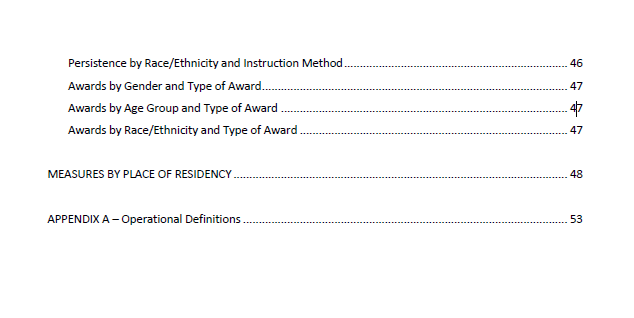 Persistence by Race/Ethnicity and Instruction Method ........ 46
Awards by Gender and Type of Award ........ 47
Awards by Age Group and Type of Award ........ 47
Awards by Race/Ethnicity and Type of Award ........ 47
MEASURES BY PLACE OF RESIDENCY ........ 48
APPENDIX A – Operational Definitions ........ 53